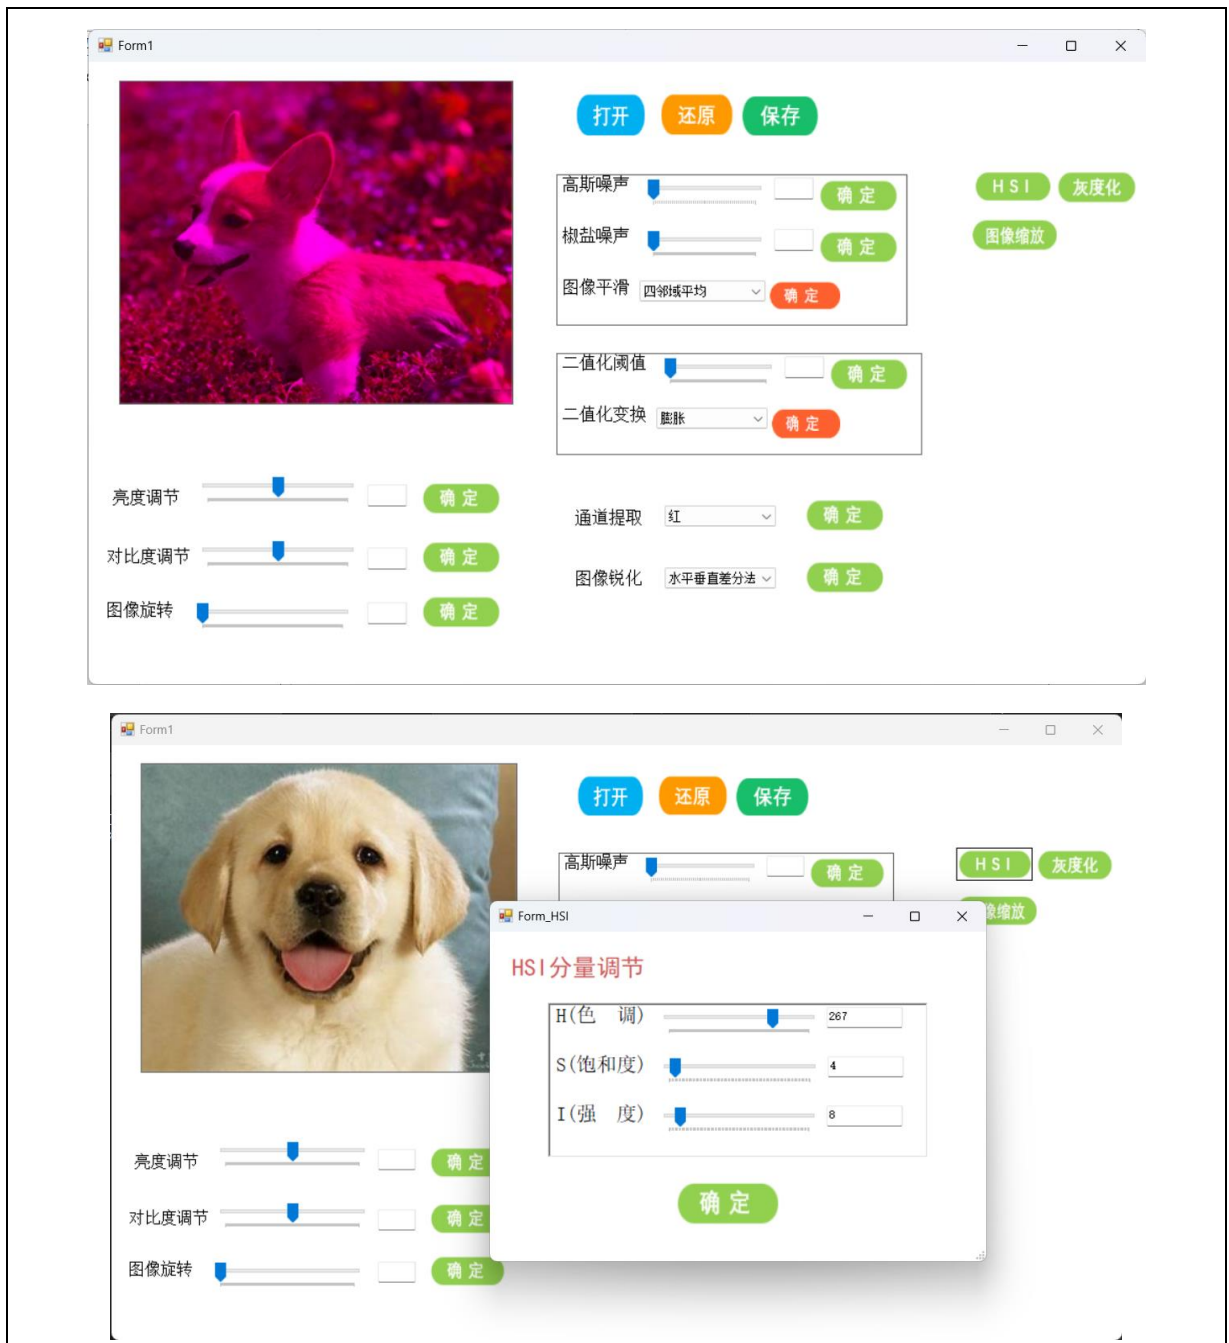 Form1
打开 还原 保存
高斯噪声 确 定
HSI 灰度化
椒盐噪声 确 定
图像缩放
图像平滑 四邻域平均 确 定
二值化阈值 确 定
二值化变换 膨胀 确 定
亮度调节 确 定
通道提取 红 确 定
对比度调节 确 定
图像锐化 水平垂直差分法 确 定
图像旋转 确 定
Form1
打开 还原 保存
高斯噪声 确 定
HSI 灰度化
像缩放
Form_HSI
HSI分量调节
H(色 调) 267
S(饱和度) 4
I(强 度) 8
确 定
亮度调节 确 定
对比度调节 确 定
图像旋转 确 定